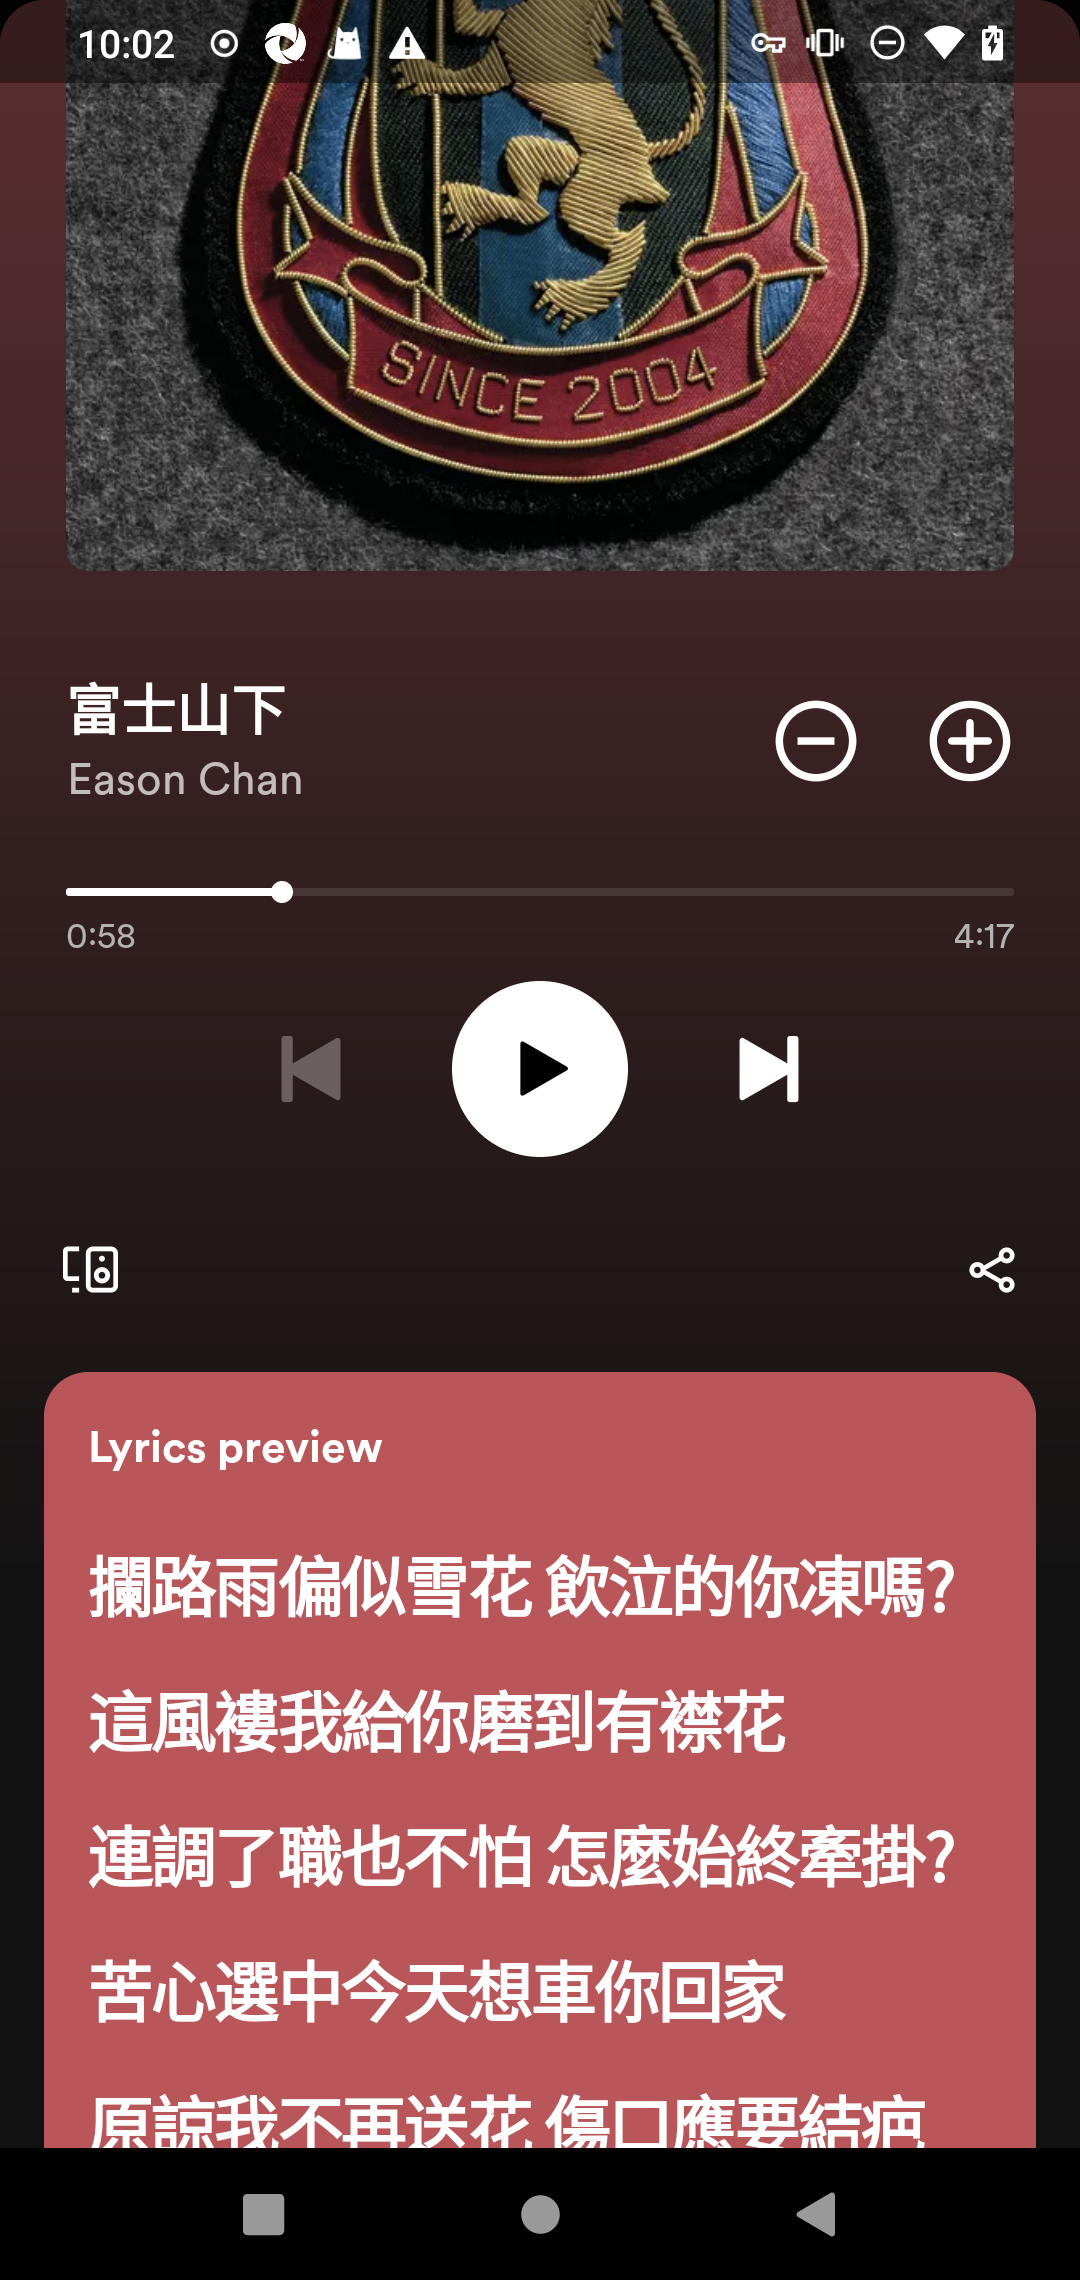 10:02
SINCE 2004
富士山下
Eason Chan
0:58
4:17
Lyrics preview
攔路雨偏似雪花 飲泣的你凍嗎?
這風褸我給你磨到有襟花
連調了職也不怕 怎麼始終牽掛?
苦心選中今天想車你回家
原諒我不再送花 傷口應要結疤